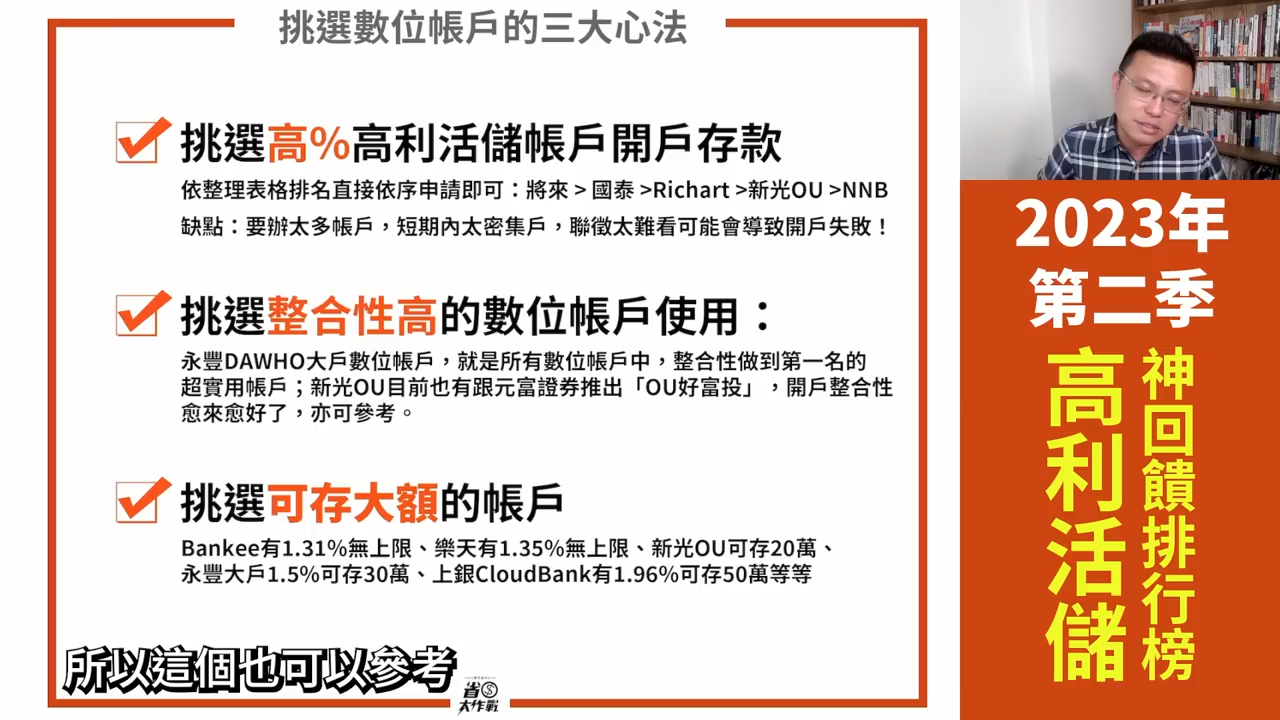 挑選數位帳戶的三大心法
挑選高%高利活儲帳戶開戶存款
依整理表格排名直接依序申請即可：將來 > 國泰 >Richart >新光OU >NNB
缺點：要辦太多帳戶，短期內太密集戶，聯徵太難看可能會導致開戶失敗！
挑選整合性高的數位帳戶使用：
永豐DAWHO大戶數位帳戶，就是所有數位帳戶中，整合性做到第一名的
超實用帳戶；新光OU目前也有跟元富證券推出「OU好富投」，開戶整合性
愈來愈好了，亦可參考。
挑選可存大額的帳戶
Bankee有1.31%無上限、樂天有1.35%無上限、新光OU可存20萬、
永豐大戶1.5%可存30萬、上銀CloudBank有1.96%可存50萬等等
所以這個也可以參考
省
大作戰
2023年
第二季
神回饋排行榜
高利活儲